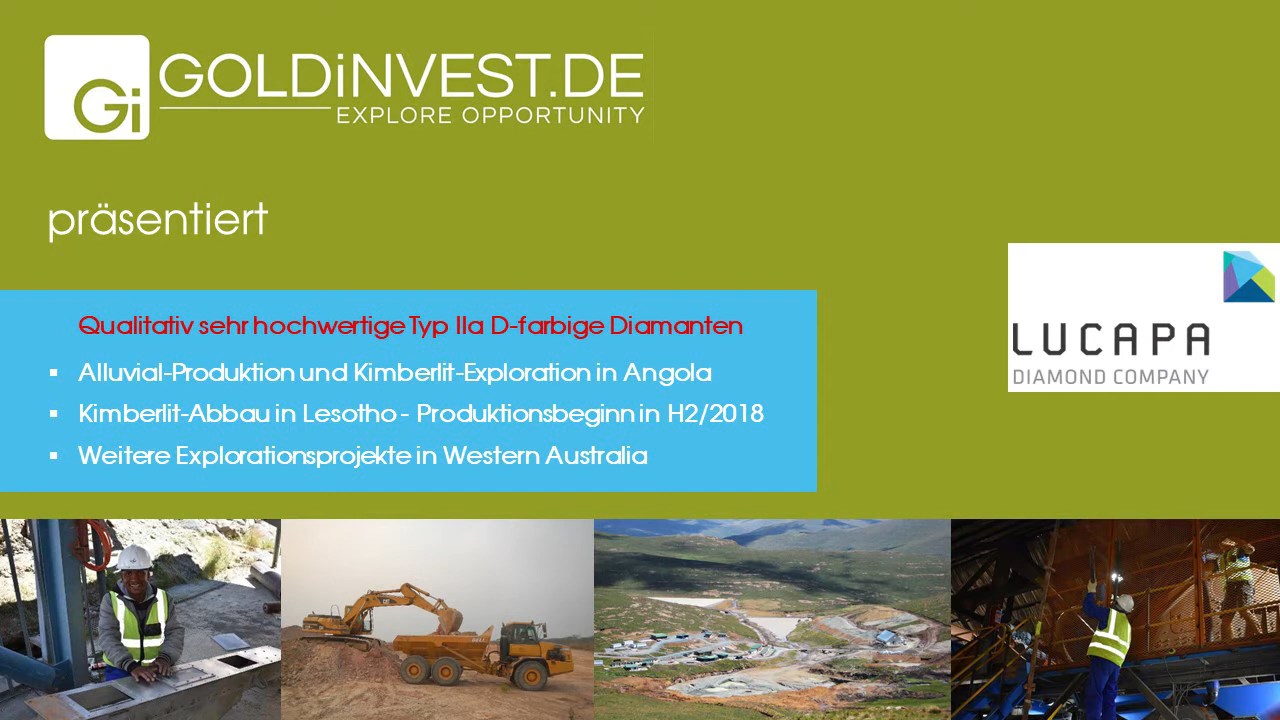 Gi GOLDiNVEST.DE
EXPLORE OPPORTUNITY
präsentiert
LUCAPA
DIAMOND COMPANY
Qualitativ sehr hochwertige Typ IIa D-farbige Diamanten
▪ Alluvial-Produktion und Kimberlit-Exploration in Angola
▪ Kimberlit-Abbau in Lesotho - Produktionsbeginn in H2/2018
▪ Weitere Explorationsprojekte in Western Australia